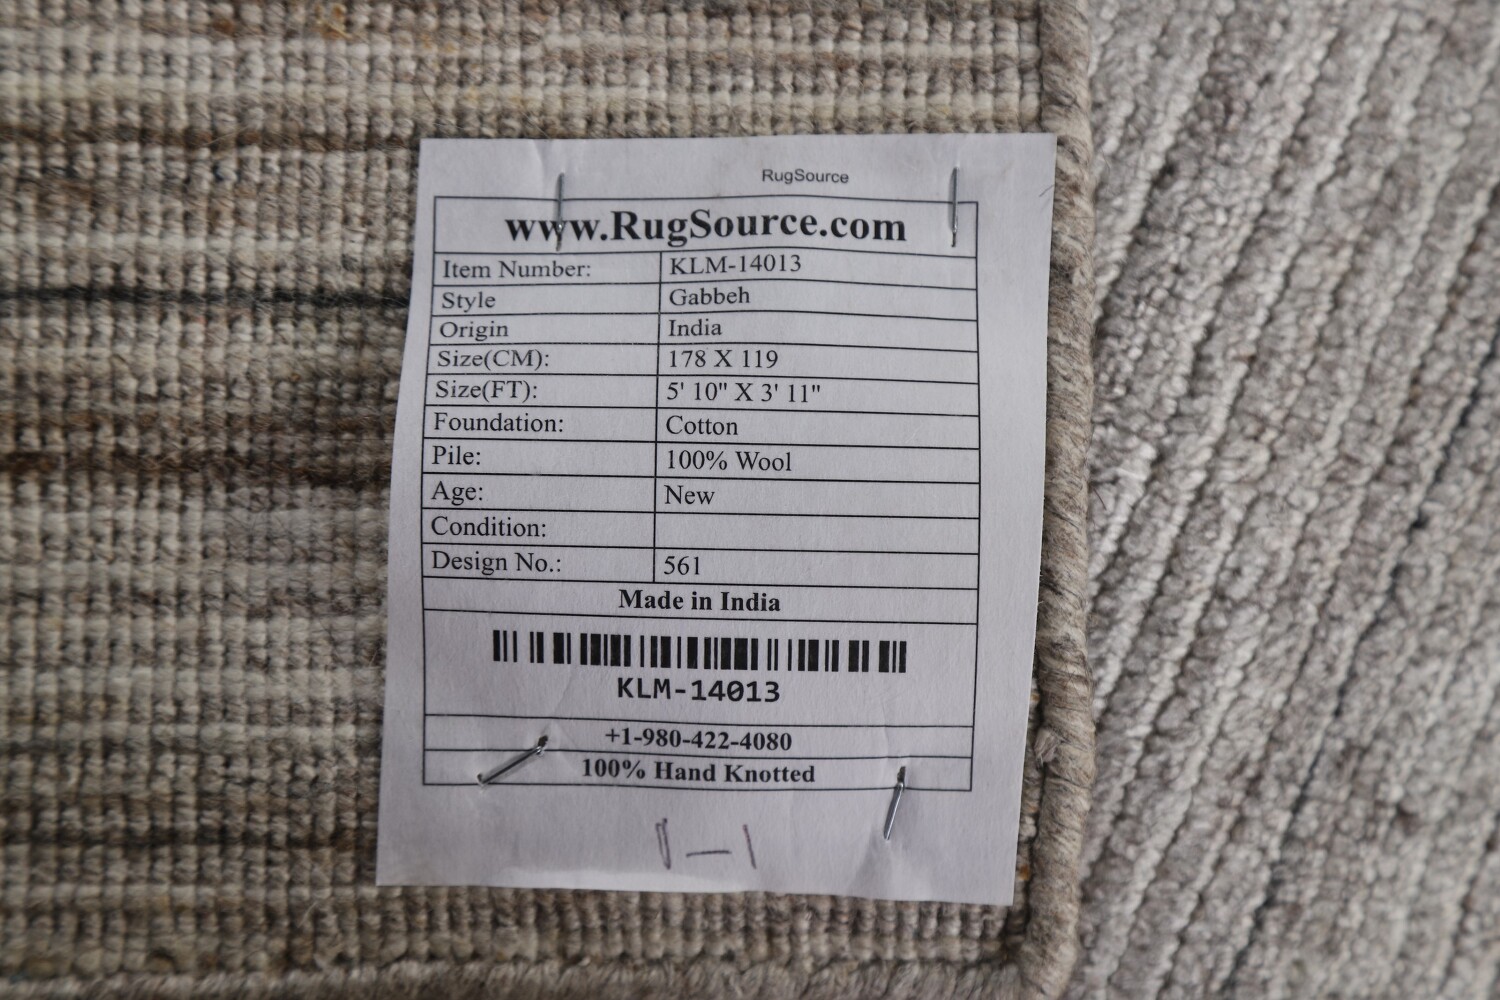 RugSource
www.RugSource.com
Item Number: KLM-14013
Style Gabbeh
Origin India
Size(CM): 178 X 119
Size(FT): 5' 10" X 3' 11"
Foundation: Cotton
Pile: 100% Wool
Age: New
Condition:
Design No.: 561
Made in India
KLM-14013
+1-980-422-4080
100% Hand Knotted